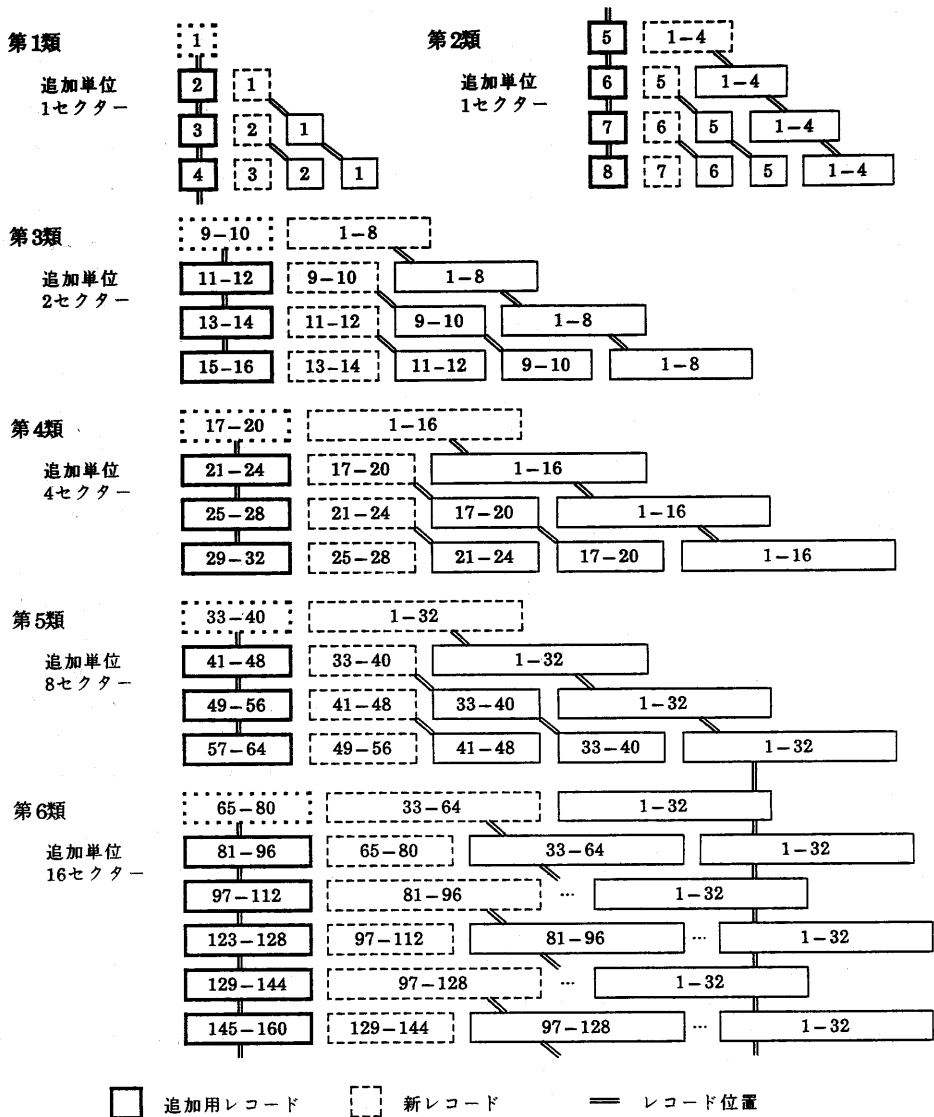 第1類
追加単位
1セクター
1
2 1
3 2 1
4 3 2 1
第2類
追加単位
1セクター
5 1-4
6 5 1-4
7 6 5 1-4
8 7 6 5 1-4
第3類
追加単位
2セクター
9-10 1-8
11-12 9-10 1-8
13-14 11-12 9-10 1-8
15-16 13-14 11-12 9-10 1-8
第4類
追加単位
4セクター
17-20 1-16
21-24 17-20 1-16
25-28 21-24 17-20 1-16
29-32 25-28 21-24 17-20 1-16
第5類
追加単位
8セクター
33-40 1-32
41-48 33-40 1-32
49-56 41-48 33-40 1-32
57-64 49-56 41-48 33-40 1-32
第6類
追加単位
16セクター
65-80 33-64 1-32
81-96 65-80 33-64 1-32
97-112 81-96 … 1-32
123-128 97-112 81-96 … 1-32
129-144 97-128 … 1-32
145-160 129-144 97-128 … 1-32
追加用レコード 新レコード レコード位置